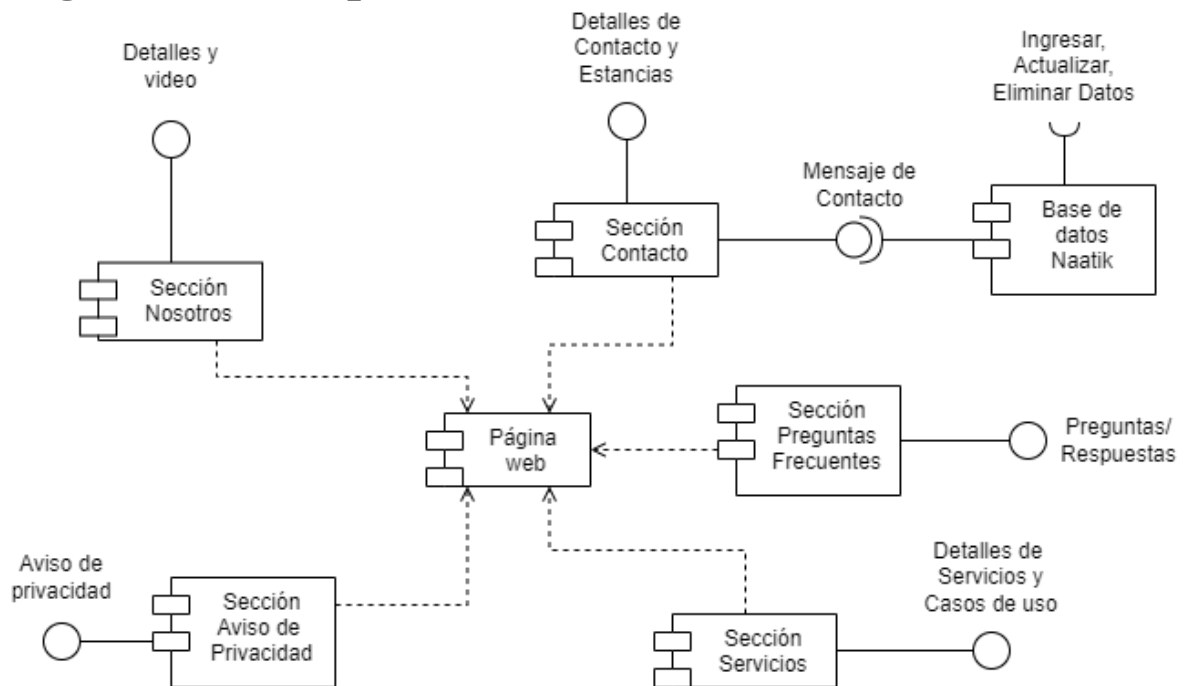 Detalles de
Contacto y
Estancias
Detalles y
video
Ingresar,
Actualizar,
Eliminar Datos
Mensaje de
Contacto
Sección
Contacto
Base de
datos
Naatik
Sección
Nosotros
Página
web
Sección
Preguntas
Frecuentes
Preguntas/
Respuestas
Aviso de
privacidad
Sección
Aviso de
Privacidad
Detalles de
Servicios y
Casos de uso
Sección
Servicios